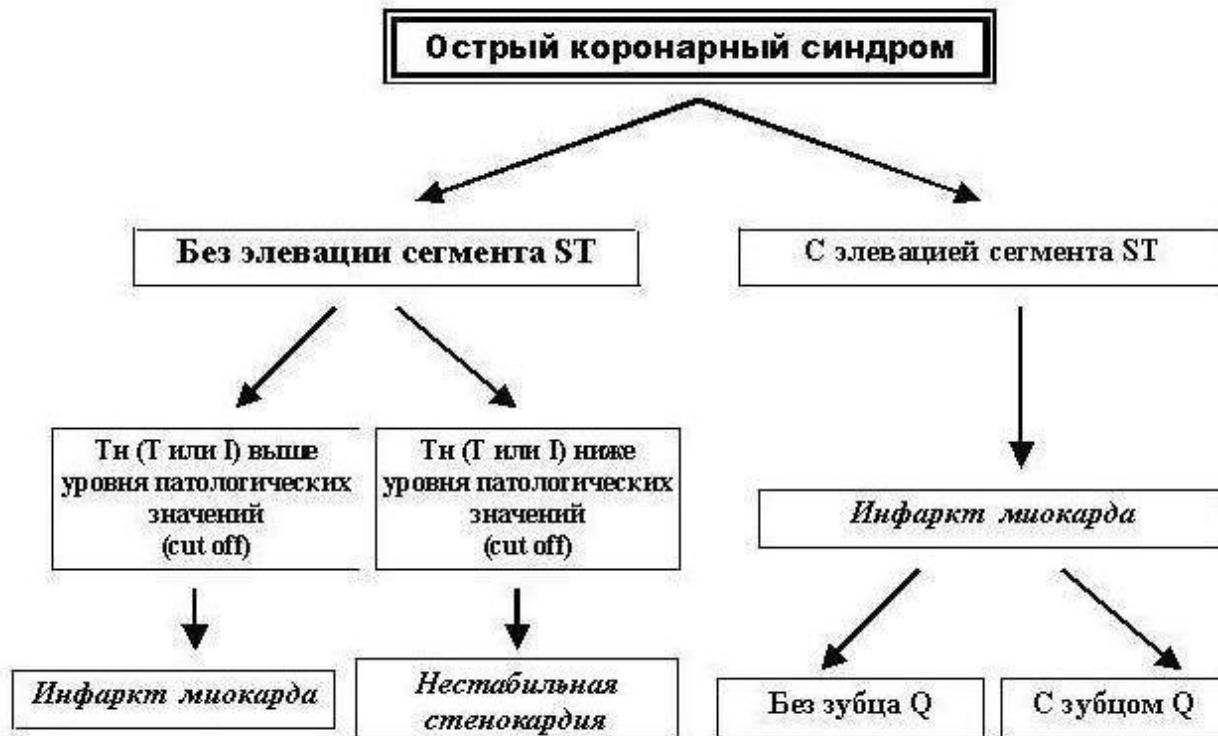 Острый коронарный синдром
Без элевации сегмента ST
С элевацией сегмента ST
Тн (Т или I) выше
уровня патологических
значений
(cut off)
Тн (Т или I) ниже
уровня патологических
значений
(cut off)
Инфаркт миокарда
Инфаркт миокарда
Нестабильная
стенокардия
Без зубца Q
С зубцом Q